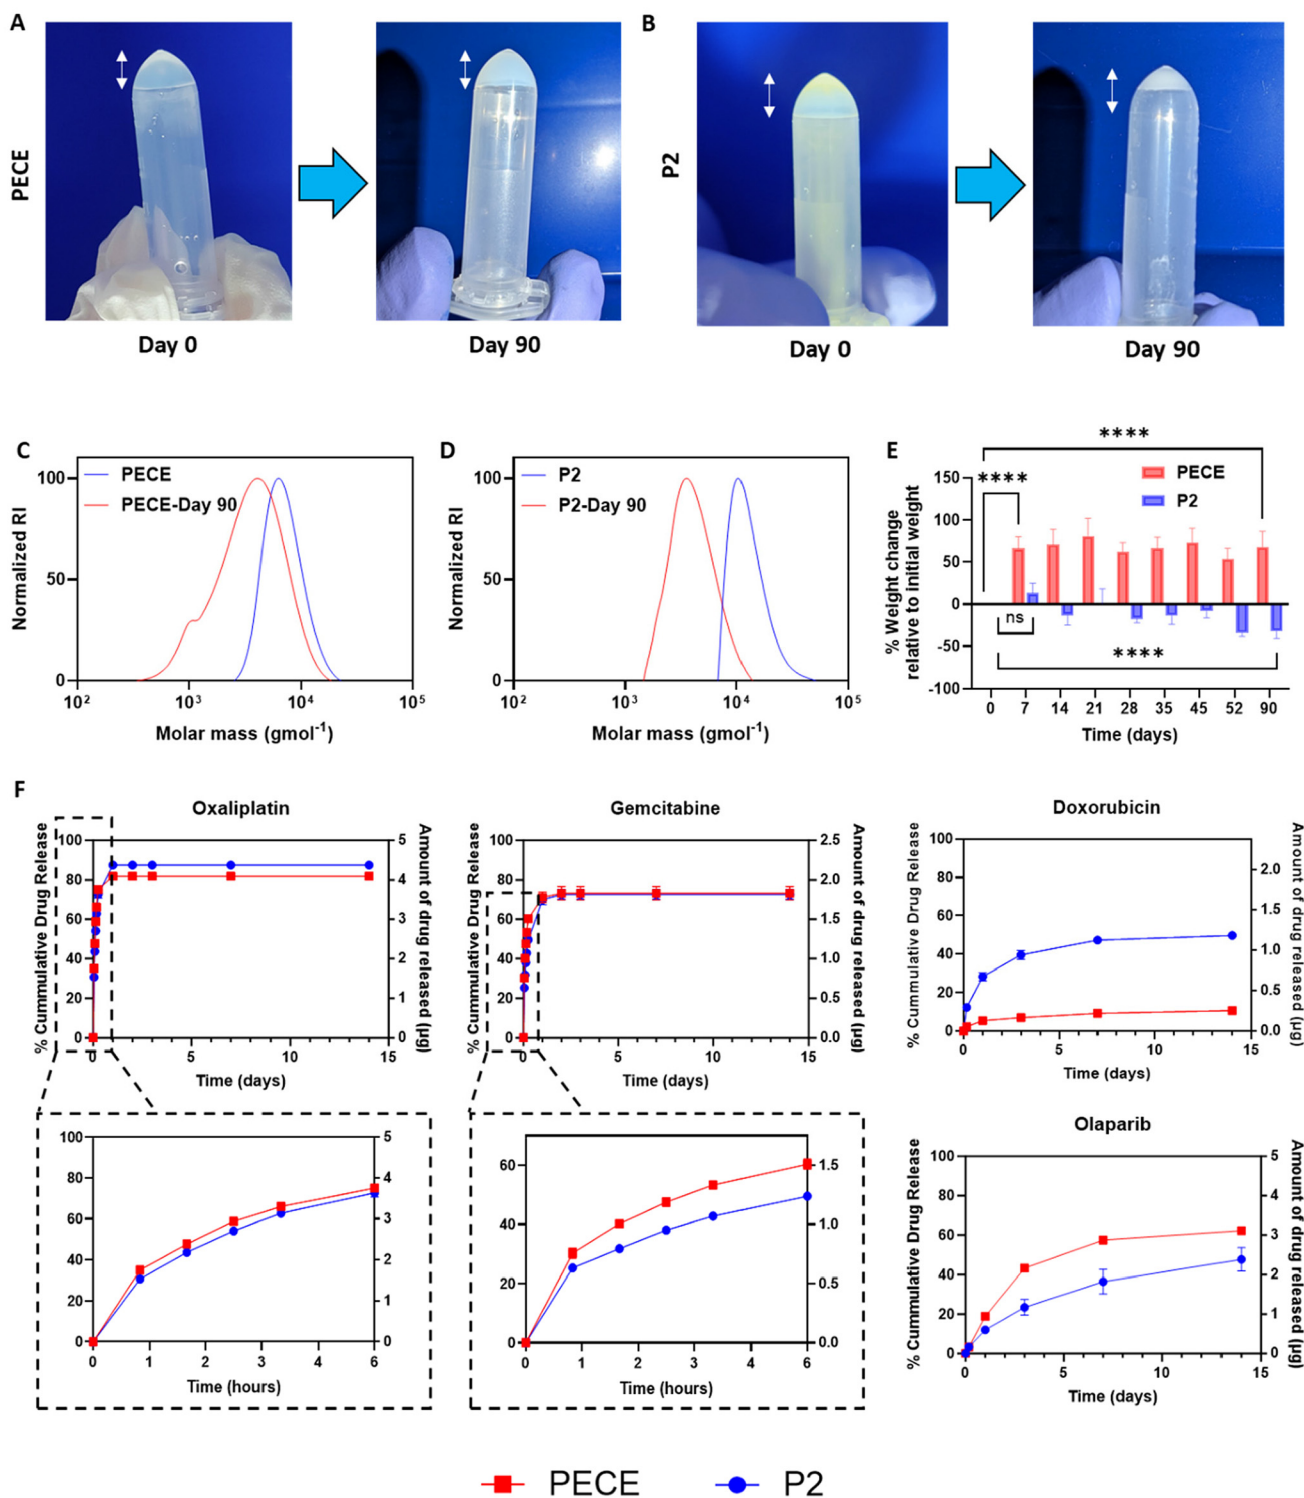 A
B
PECE
P2
Day 0
Day 90
Day 0
Day 90
C
PECE
PECE-Day 90
Normalized RI
100
50
0
10²
10³
10⁴
10⁵
Molar mass (gmol⁻¹)
D
P2
P2-Day 90
Normalized RI
100
50
0
10²
10³
10⁴
10⁵
Molar mass (gmol⁻¹)
E
****
****
PECE
P2
% Weight change
relative to initial weight
150
100
50
0
-50
-100
ns
****
0 7 14 21 28 35 45 52 90
Time (days)
F
Oxaliplatin
% Cummulative Drug Release
100
80
60
40
20
0
Amount of
drug released (µg)
5
4
3
2
1
0
0 5 10 15
Time (days)
100
80
60
40
20
0
5
4
3
2
1
0
0 1 2 3 4 6
Time (hours)
Gemcitabine
% Cummulative Drug Release
100
80
60
40
20
0
Amount of
drug released (µg)
2.5
2.0
1.5
1.0
0.5
0.0
0 5 10 15
Time (days)
60
40
20
0
1.5
1.0
0.5
0.0
0 1 2 3 4 6
Time (hours)
Doxorubicin
% Cummulative Drug Release
100
80
60
40
20
0
Amount of
drug released (µg)
2.0
1.5
1.0
0.5
0.0
0 5 10 15
Time (days)
Olaparib
% Cummulative Drug Release
100
80
60
40
20
0
Amount of
drug released (µg)
5
4
3
2
1
0
0 5 10 15
Time (days)
PECE
P2